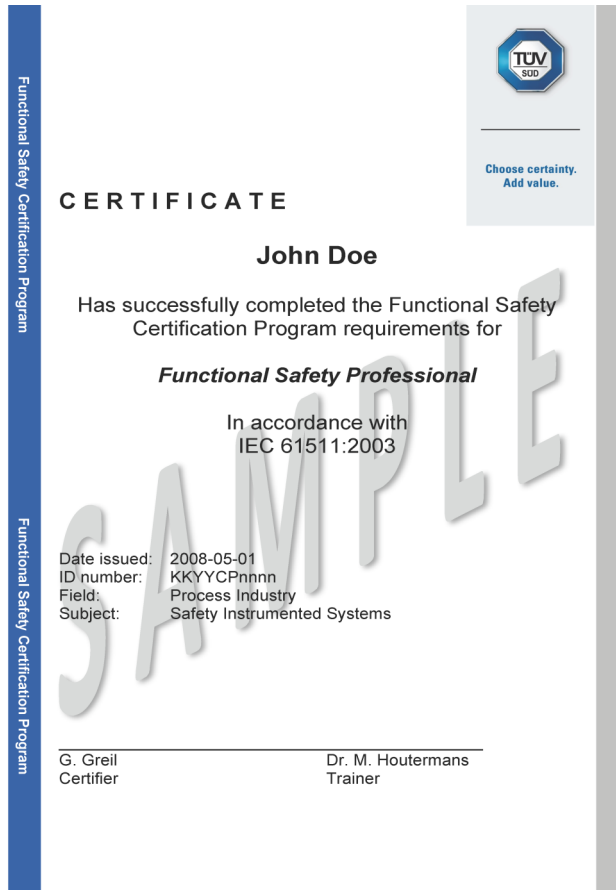 Functional Safety Certification Program
TÜV
SÜD
Choose certainty.
Add value.
CERTIFICATE
John Doe
Has successfully completed the Functional Safety
Certification Program requirements for
Functional Safety Professional
In accordance with
IEC 61511:2003
SAMPLE
Date issued: 2008-05-01
ID number: KKYYCPnnnn
Field: Process Industry
Subject: Safety Instrumented Systems
Functional Safety Certification Program
G. Greil Dr. M. Houtermans
Certifier Trainer